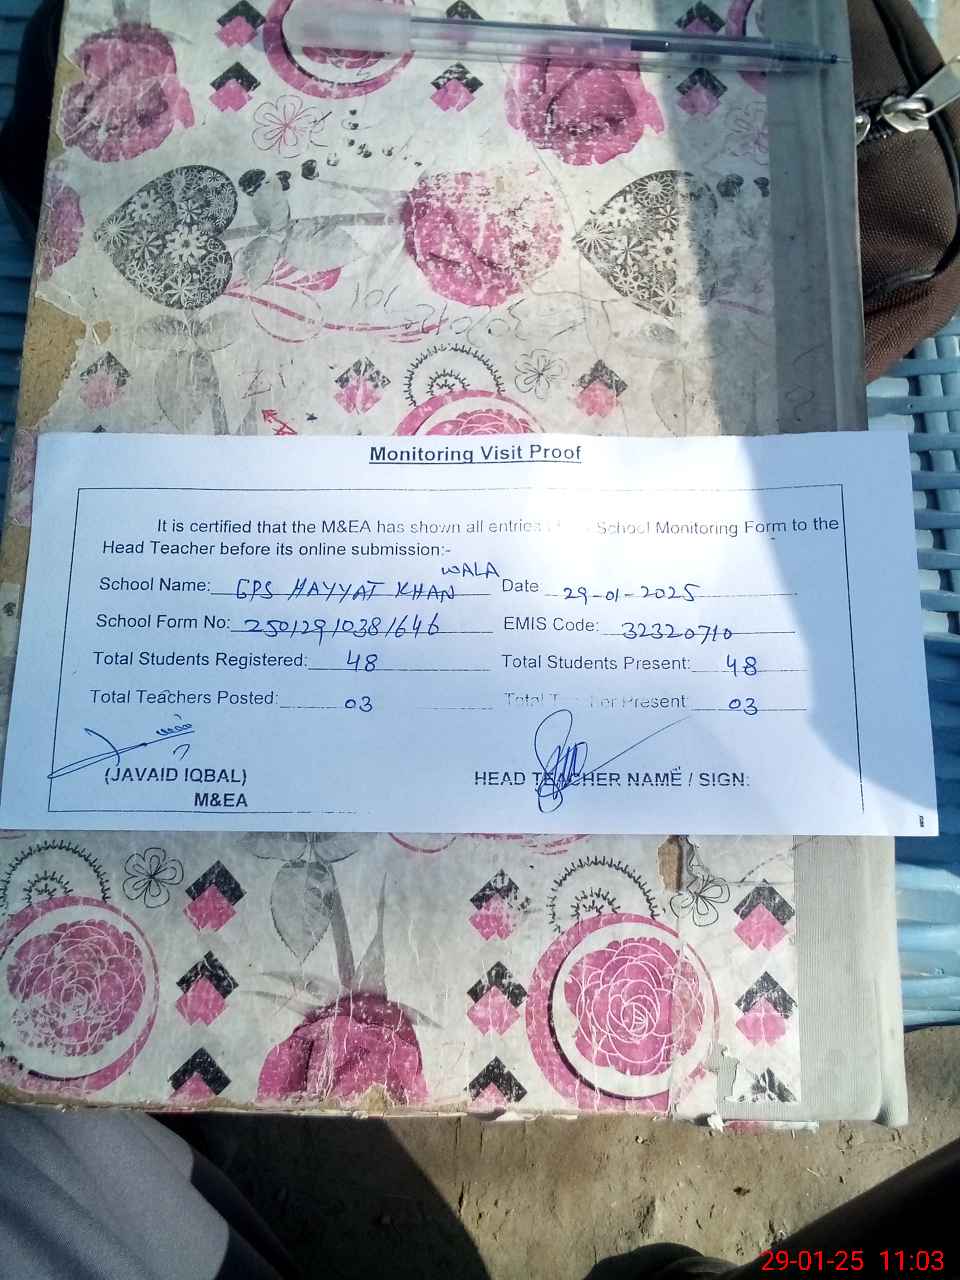 Monitoring Visit Proof
It is certified that the M&EA has shown all entries School Monitoring Form to the
Head Teacher before its online submission:-
WALA
School Name: GPS HAYYAT KHAN Date 29-01-2025
School Form No: 25012910381646 EMIS Code: 32320710
Total Students Registered: 48 Total Students Present: 48
Total Teachers Posted: 03 Total Present: 03
(JAVAID IQBAL) HEAD TEACHER NAME / SIGN:
M&EA
29-01-25 11:03